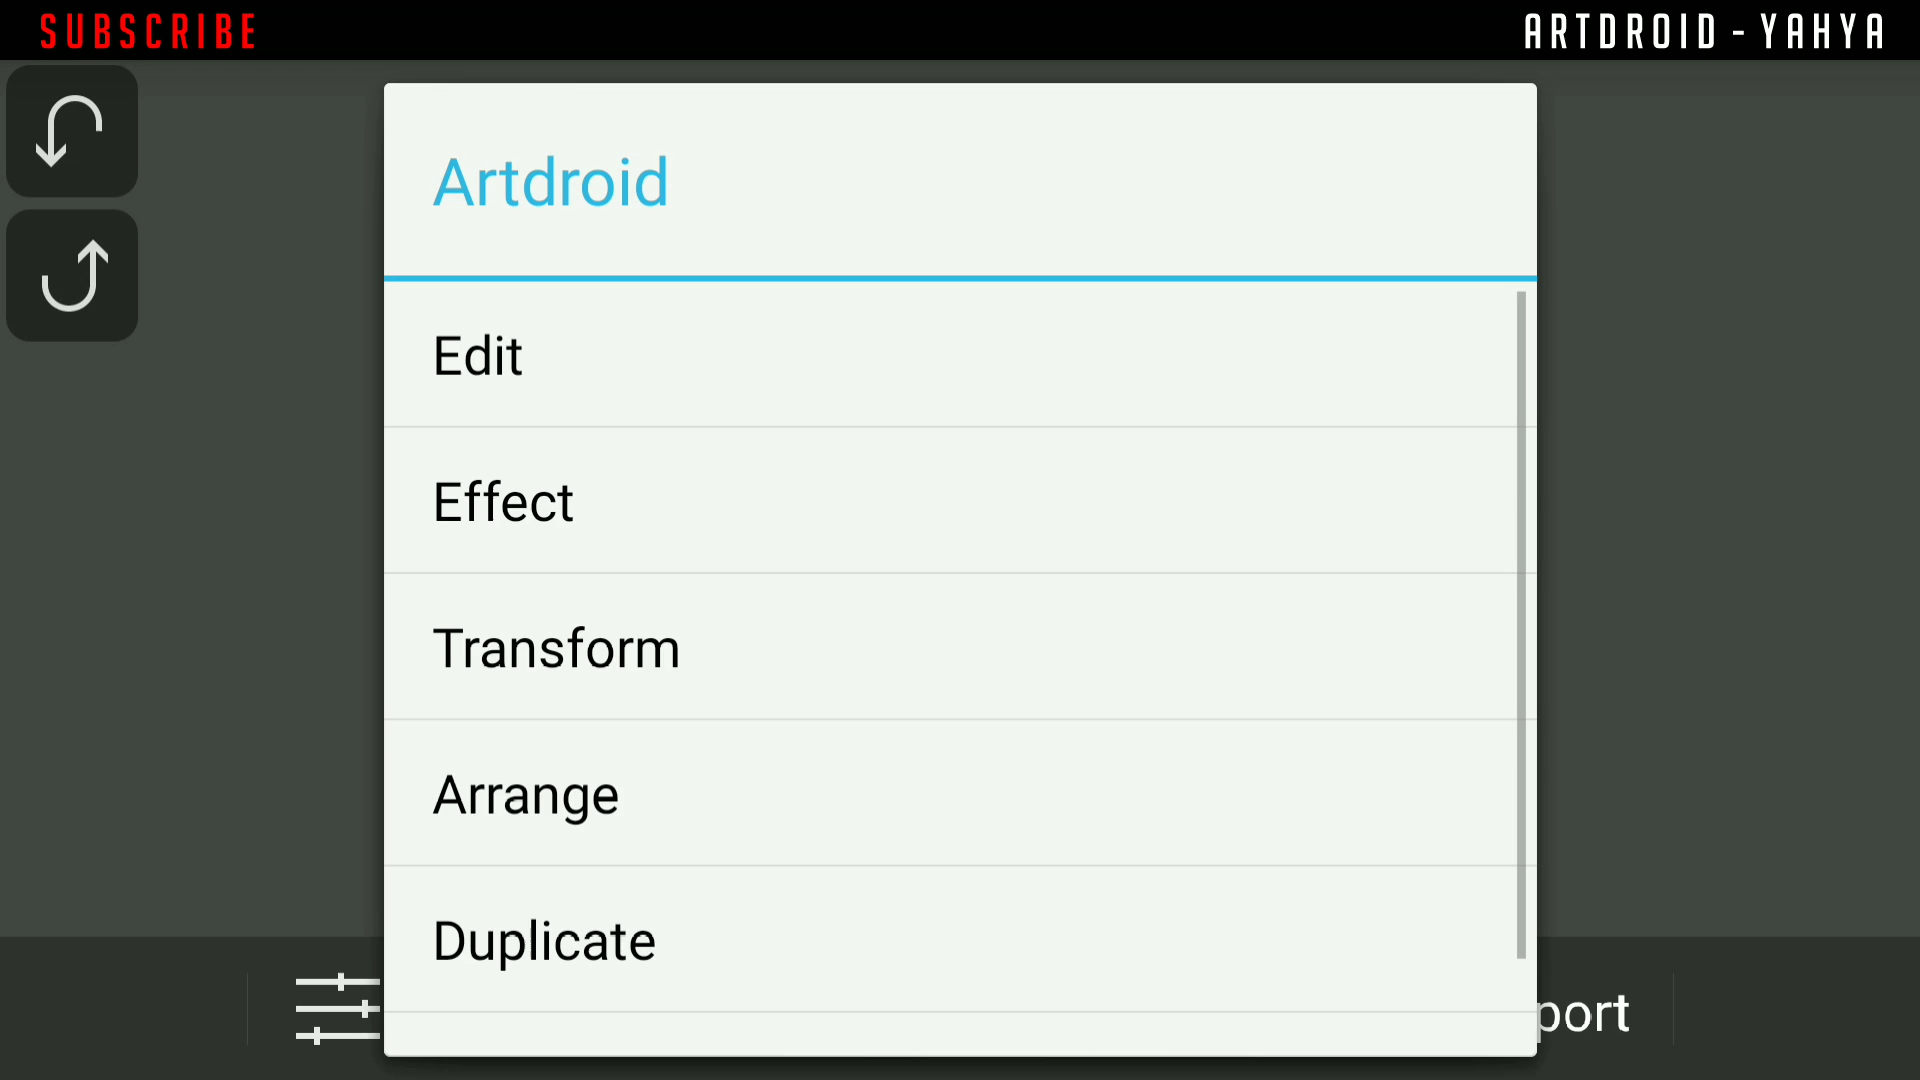 SUBSCRIBE
ARTDROID - YAHYA
Artdroid
Edit
Effect
Transform
Arrange
Duplicate
port